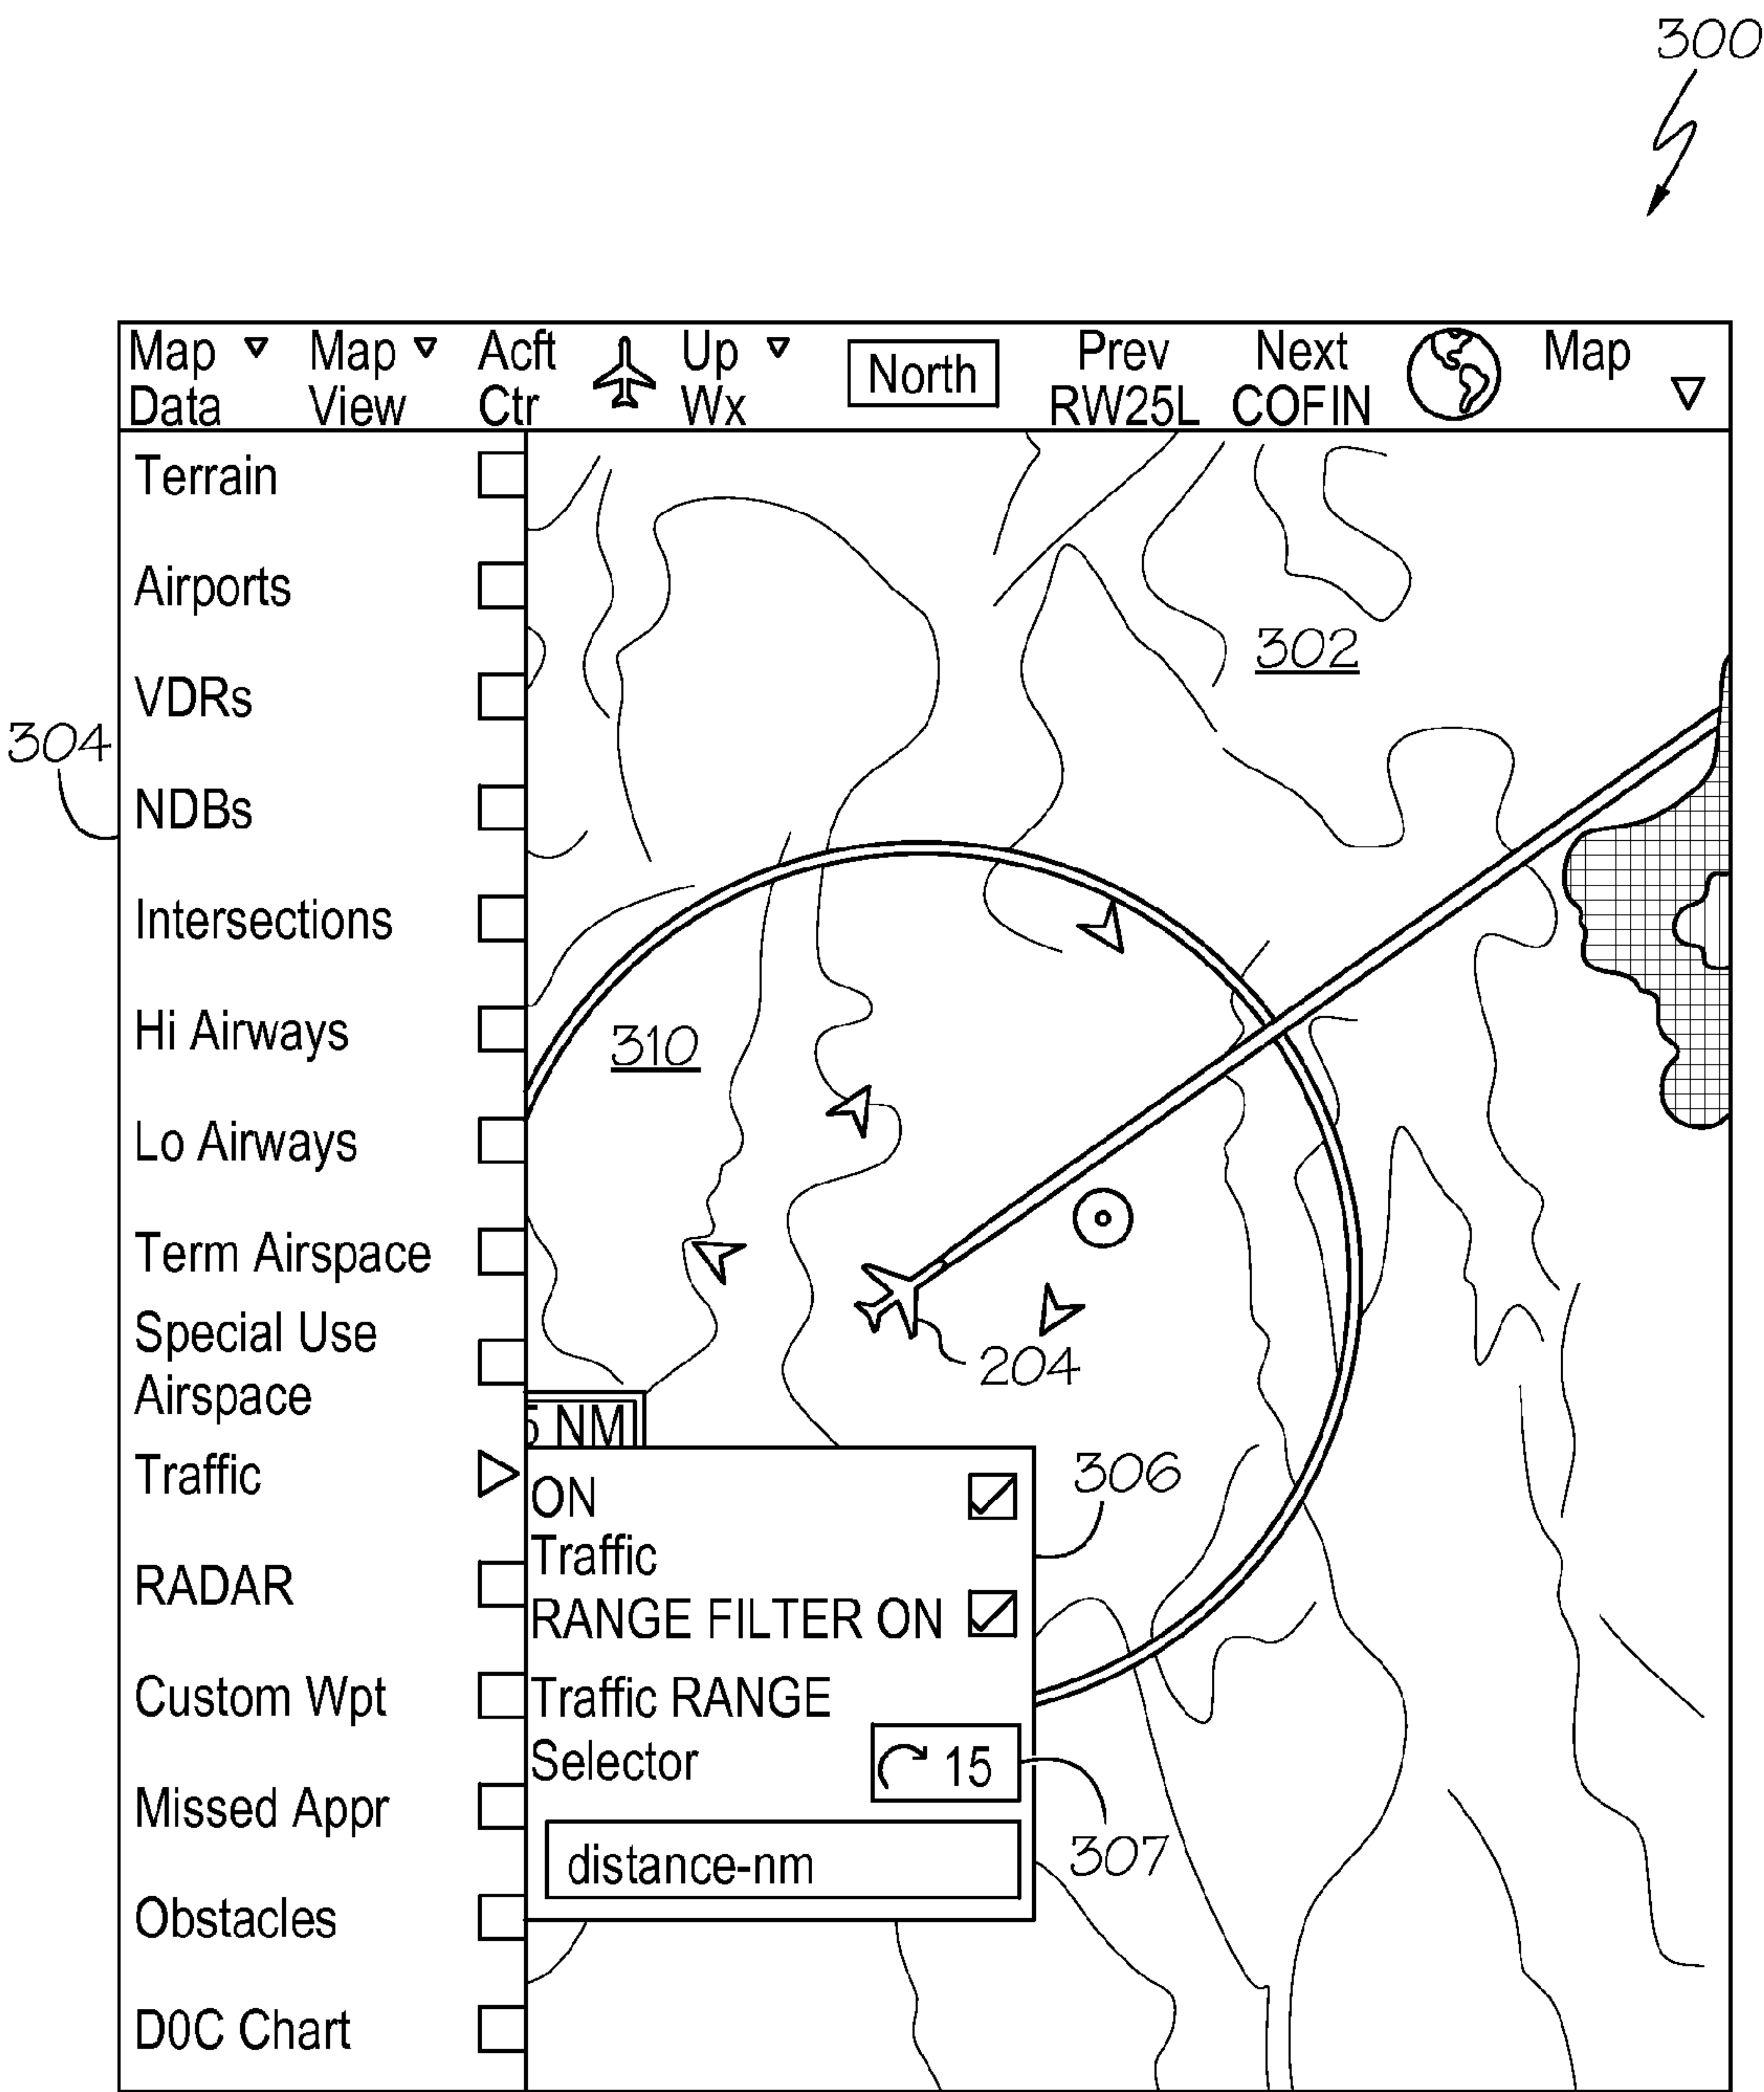 300
Map Map Acft Up North Prev Next Map
Data View Ctr Wx RW25L COFIN
Terrain
Airports
302
VDRs
304
NDBs
Intersections
Hi Airways
310
Lo Airways
Term Airspace
Special Use
Airspace
204
5 NM
Traffic
ON
306
Traffic
RADAR
RANGE FILTER ON
Custom Wpt
Traffic RANGE
Selector
15
Missed Appr
307
distance-nm
Obstacles
D0C Chart